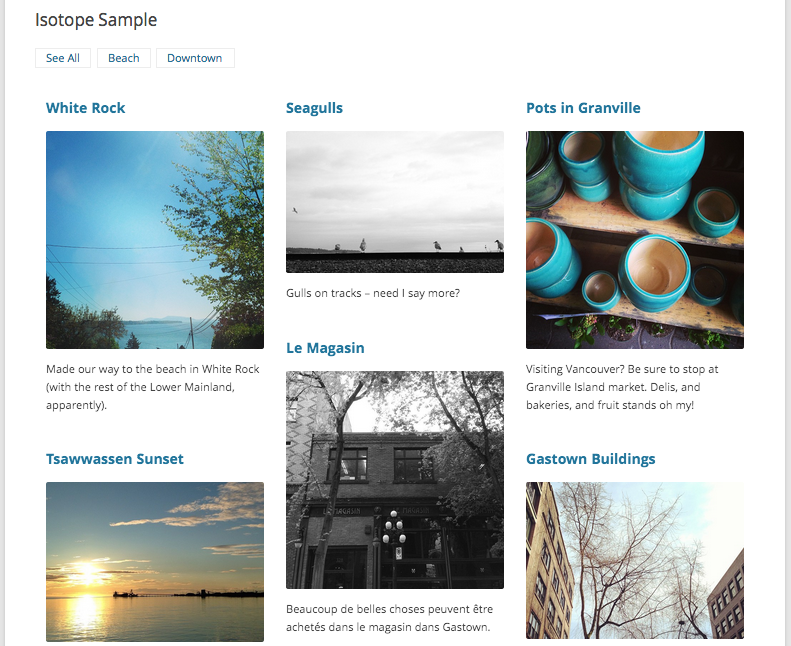 Isotope Sample
See All
Beach
Downtown
White Rock
Made our way to the beach in White Rock
(with the rest of the Lower Mainland,
apparently).
Tsawwassen Sunset
Seagulls
Gulls on tracks – need I say more?
Le Magasin
LE MAGASIN
MAGASIN
Beaucoup de belles choses peuvent être
achetés dans le magasin dans Gastown.
Pots in Granville
Visiting Vancouver? Be sure to stop at
Granville Island market. Delis, and
bakeries, and fruit stands oh my!
Gastown Buildings